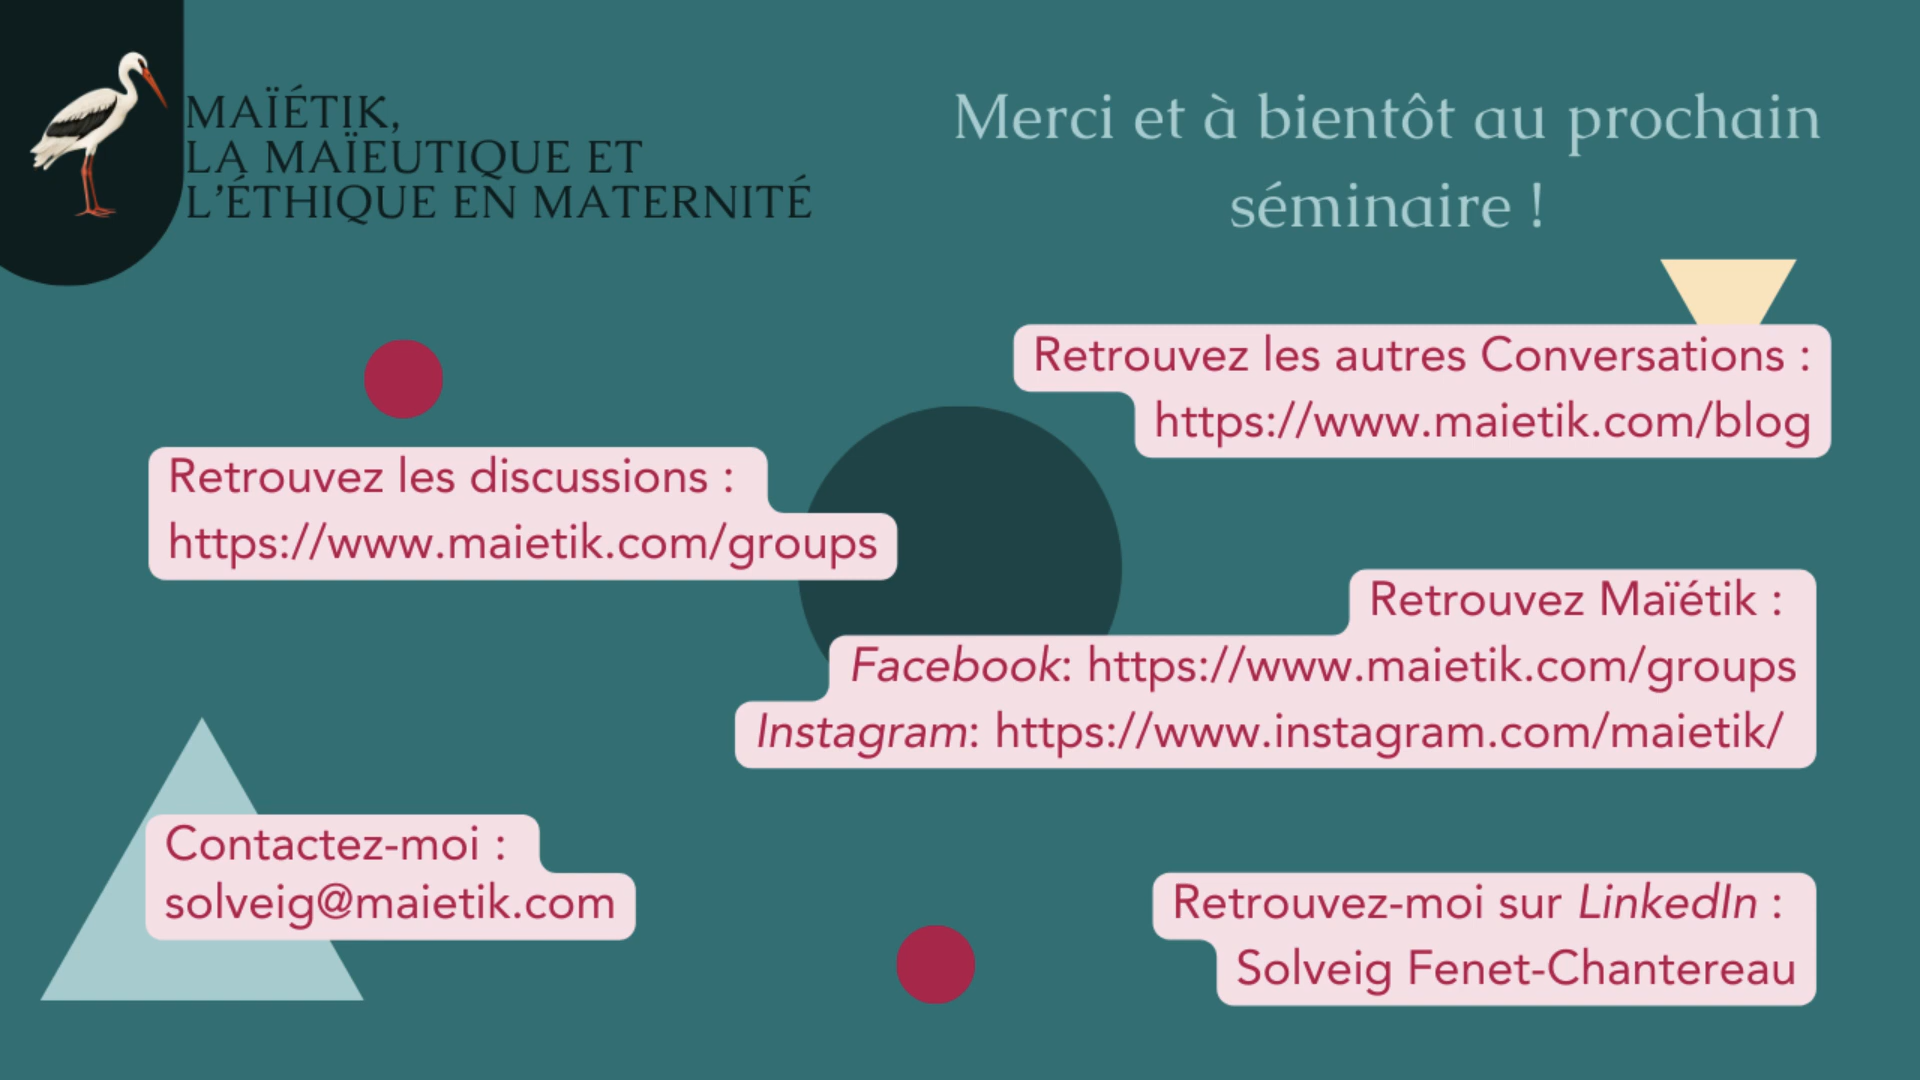 MAÏÉTIK,
LA MAÏEUTIQUE ET
L'ÉTHIQUE EN MATERNITÉ
Merci et à bientôt au prochain
séminaire !
Retrouvez les autres Conversations :
https://www.maietik.com/blog
Retrouvez les discussions :
https://www.maietik.com/groups
Retrouvez Maïétik :
Facebook: https://www.maietik.com/groups
Instagram: https://www.instagram.com/maietik/
Contactez-moi :
solveig@maietik.com
Retrouvez-moi sur LinkedIn :
Solveig Fenet-Chantereau